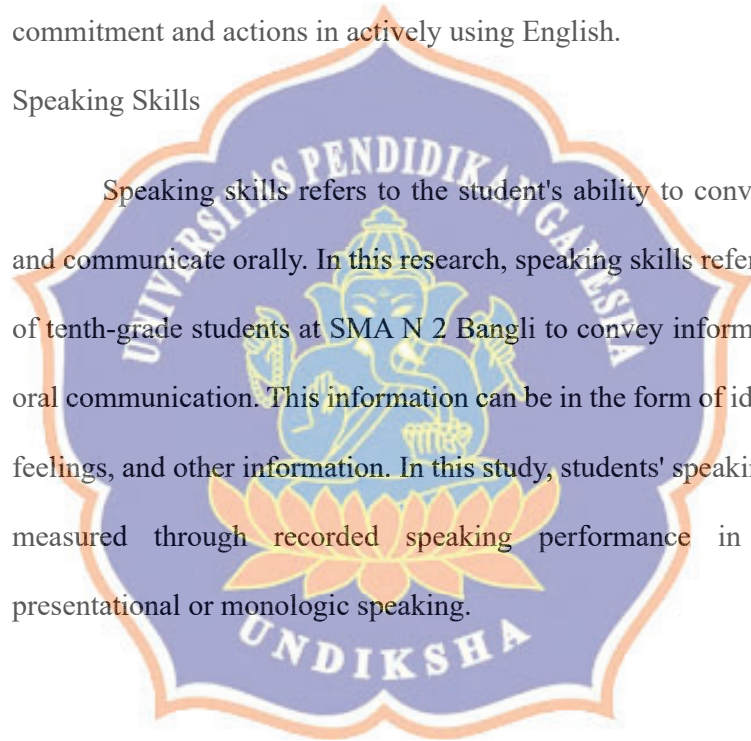 commitment and actions in actively using English.
Speaking Skills
Speaking skills refers to the student's ability to conv
and communicate orally. In this research, speaking skills refer
of tenth-grade students at SMA N 2 Bangli to convey inform
oral communication. This information can be in the form of id
feelings, and other information. In this study, students' speakin
measured through recorded speaking performance in
presentational or monologic speaking.
UNIVERSITAS PENDIDIKAN GANESHA
UNDIKSHA